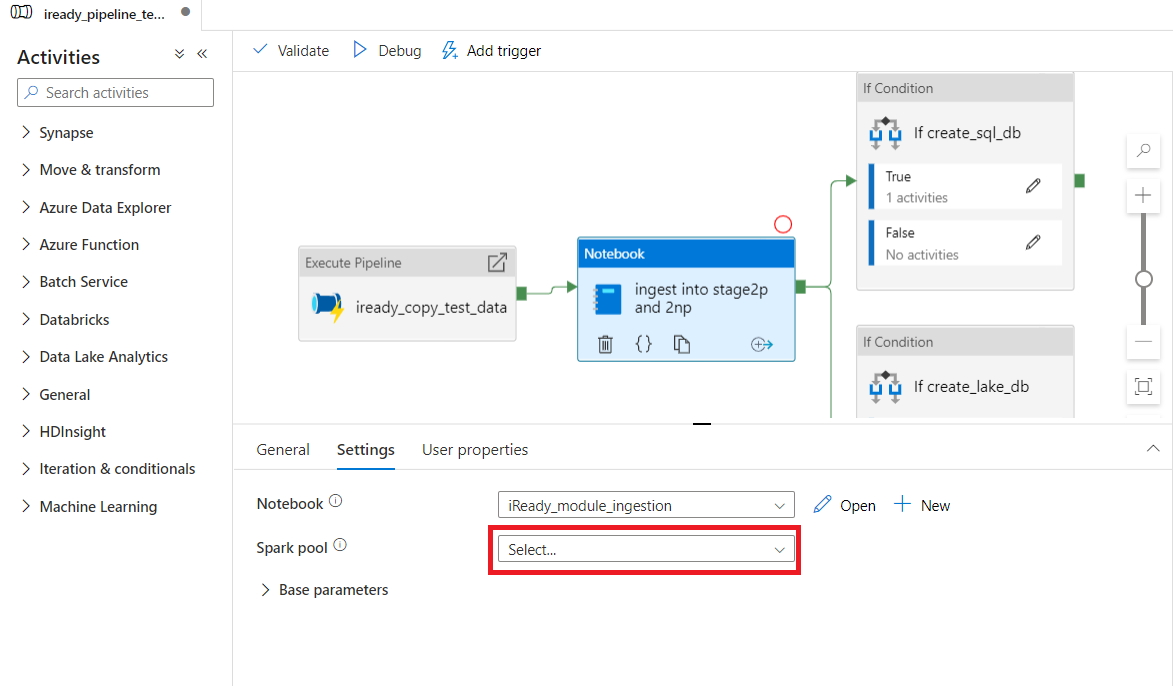 iready_pipeline_te...
Activities
Search activities
Synapse
Move & transform
Azure Data Explorer
Azure Function
Batch Service
Databricks
Data Lake Analytics
General
HDInsight
Iteration & conditionals
Machine Learning
Validate
Debug
Add trigger
Execute Pipeline
iready_copy_test_data
Notebook
ingest into stage2p
and 2np
If Condition
If create_sql_db
True
1 activities
False
No activities
If Condition
If create_lake_db
General
Settings
User properties
Notebook
iReady_module_ingestion
Open
New
Spark pool
Select...
Base parameters